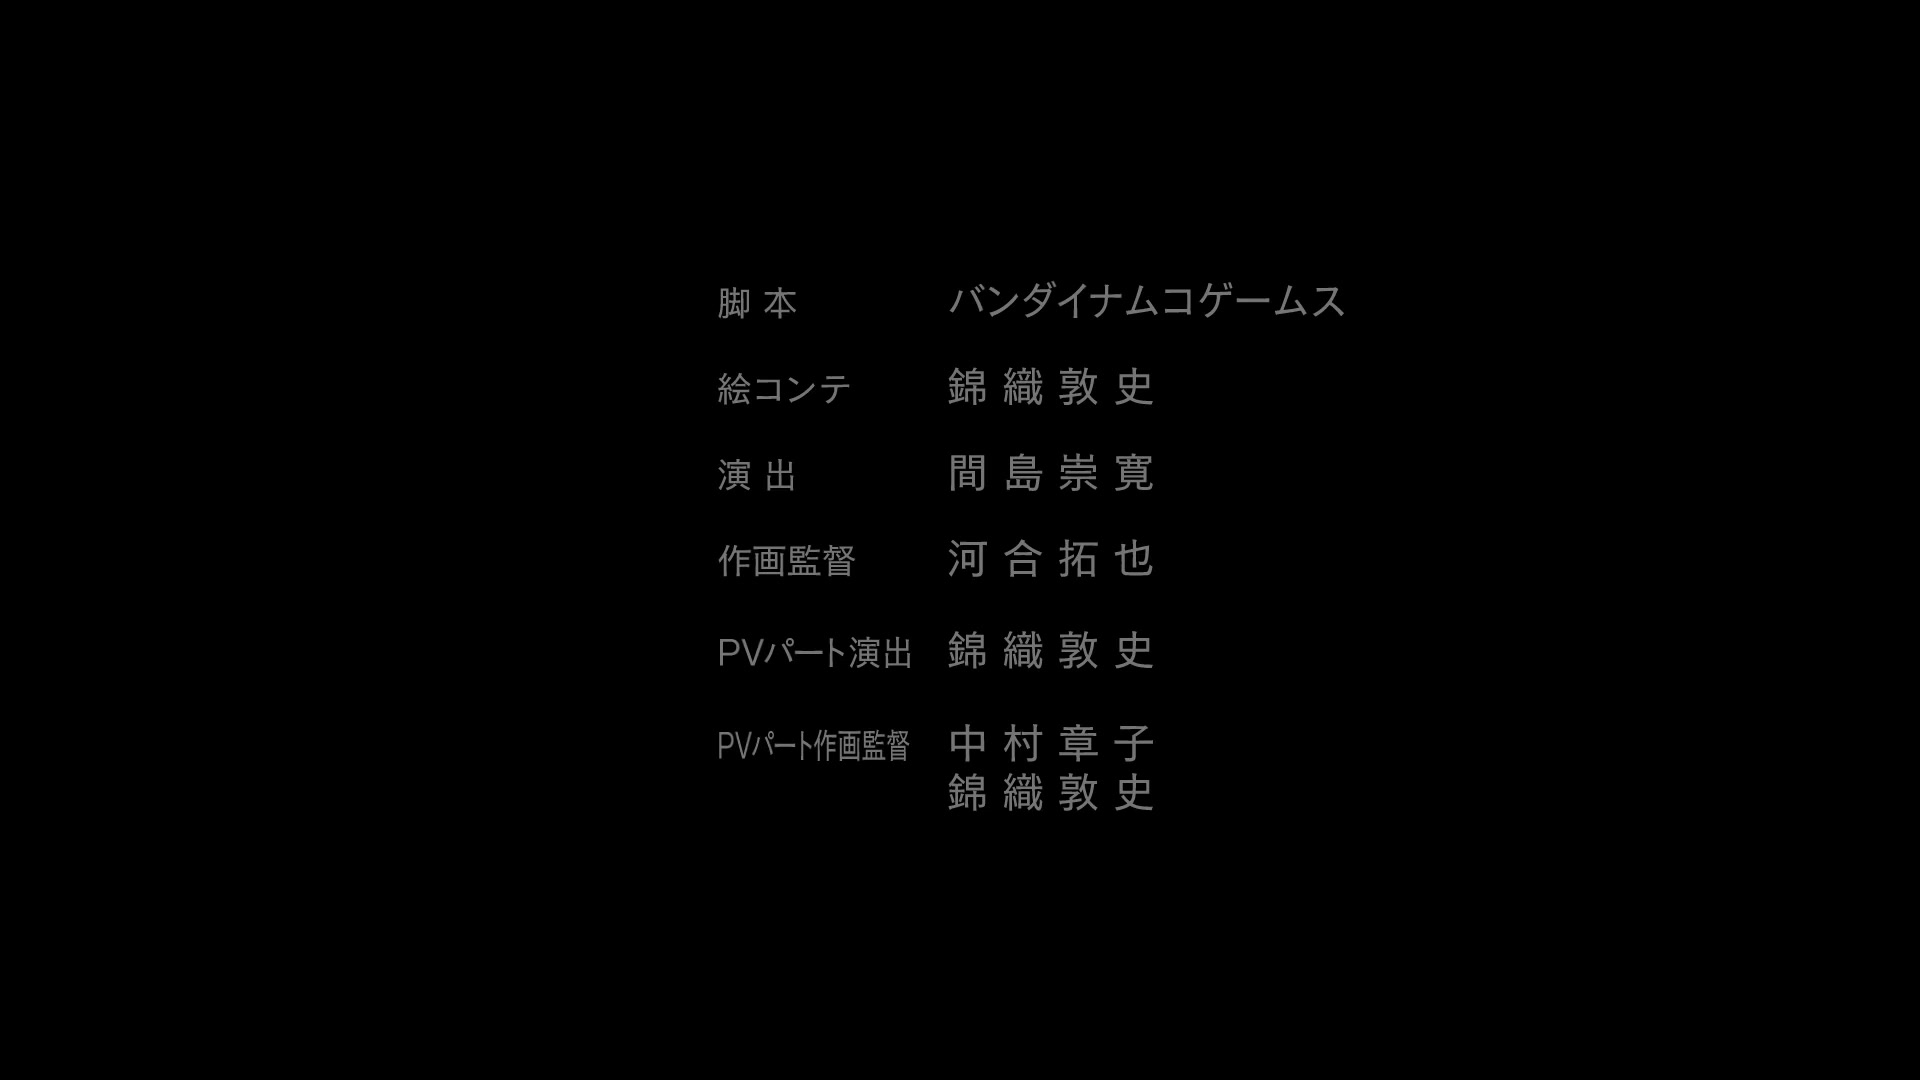 脚本 バンダイナムコゲームス
絵コンテ 錦織敦史
演出 間島崇寛
作画監督 河合拓也
PVパート演出 錦織敦史
PVパート作画監督 中村章子
錦織敦史